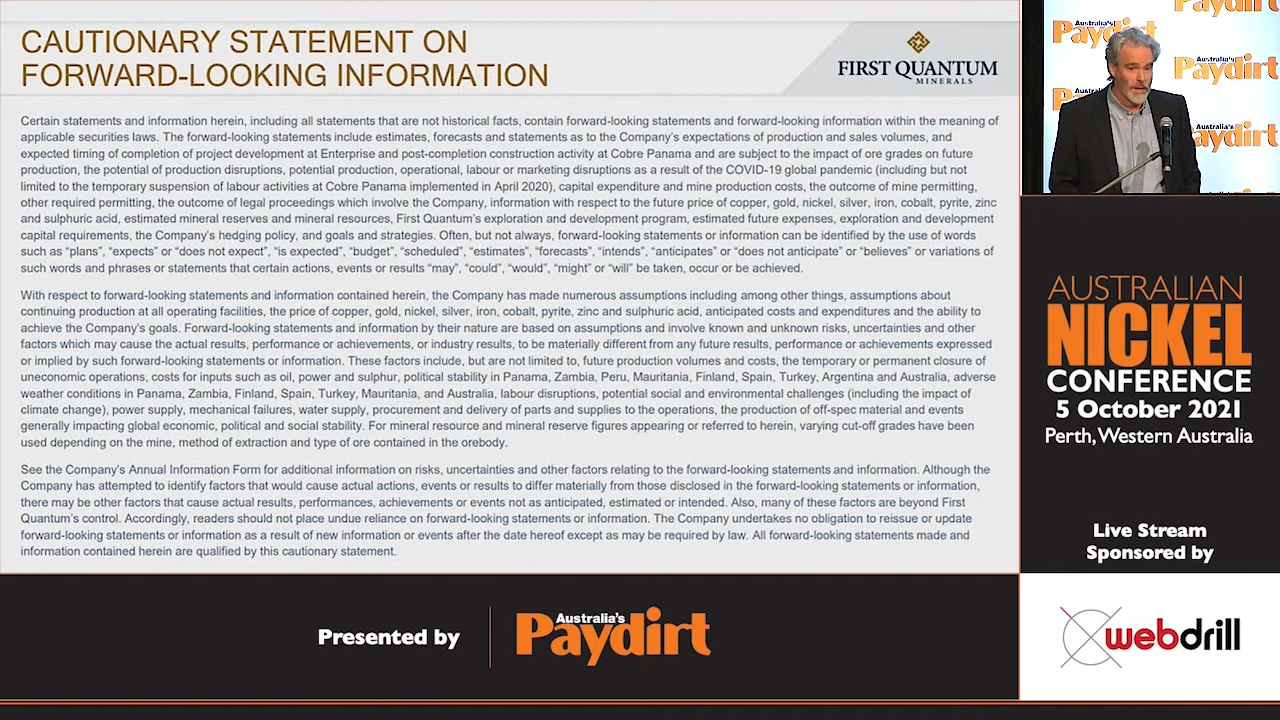 CAUTIONARY STATEMENT ON
FORWARD-LOOKING INFORMATION
FIRST QUANTUM
MINERALS
Certain statements and information herein, including all statements that are not historical facts, contain forward-looking statements and forward-looking information within the meaning of
applicable securities laws. The forward-looking statements include estimates, forecasts and statements as to the Company's expectations of production and sales volumes, and
expected timing of completion of project development at Enterprise and post-completion construction activity at Cobre Panama and are subject to the impact of ore grades on future
production, the potential of production disruptions, potential production, operational, labour or marketing disruptions as a result of the COVID-19 global pandemic (including but not
limited to the temporary suspension of labour activities at Cobre Panama implemented in April 2020), capital expenditure and mine production costs, the outcome of mine permitting,
other required permitting, the outcome of legal proceedings which involve the Company, information with respect to the future price of copper, gold, nickel, silver, iron, cobalt, pyrite, zinc
and sulphuric acid, estimated mineral reserves and mineral resources, First Quantum's exploration and development program, estimated future expenses, exploration and development
capital requirements, the Company's hedging policy, and goals and strategies. Often, but not always, forward-looking statements or information can be identified by the use of words
such as “plans”, “expects” or “does not expect”, “is expected”, “budget”, “scheduled”, “estimates”, “forecasts”, “intends”, “anticipates” or “does not anticipate” or “believes” or variations of
such words and phrases or statements that certain actions, events or results “may”, “could”, “would”, “might” or “will” be taken, occur or be achieved.
With respect to forward-looking statements and information contained herein, the Company has made numerous assumptions including among other things, assumptions about
continuing production at all operating facilities, the price of copper, gold, nickel, silver, iron, cobalt, pyrite, zinc and sulphuric acid, anticipated costs and expenditures and the ability to
achieve the Company's goals. Forward-looking statements and information by their nature are based on assumptions and involve known and unknown risks, uncertainties and other
factors which may cause the actual results, performance or achievements, or industry results, to be materially different from any future results, performance or achievements expressed
or implied by such forward-looking statements or information. These factors include, but are not limited to, future production volumes and costs, the temporary or permanent closure of
uneconomic operations, costs for inputs such as oil, power and sulphur, political stability in Panama, Zambia, Peru, Mauritania, Finland, Spain, Turkey, Argentina and Australia, adverse
weather conditions in Panama, Zambia, Finland, Spain, Turkey, Mauritania, and Australia, labour disruptions, potential social and environmental challenges (including the impact of
climate change), power supply, mechanical failures, water supply, procurement and delivery of parts and supplies to the operations, the production of off-spec material and events
generally impacting global economic, political and social stability. For mineral resource and mineral reserve figures appearing or referred to herein, varying cut-off grades have been
used depending on the mine, method of extraction and type of ore contained in the orebody.
See the Company's Annual Information Form for additional information on risks, uncertainties and other factors relating to the forward-looking statements and information. Although the
Company has attempted to identify factors that would cause actual actions, events or results to differ materially from those disclosed in the forward-looking statements or information,
there may be other factors that cause actual results, performances, achievements or events not as anticipated, estimated or intended. Also, many of these factors are beyond First
Quantum's control. Accordingly, readers should not place undue reliance on forward-looking statements or information. The Company undertakes no obligation to reissue or update
forward-looking statements or information as a result of new information or events after the date hereof except as may be required by law. All forward-looking statements made and
information contained herein are qualified by this cautionary statement.
Australia's
Paydirt
Australia's
Paydirt
AUSTRALIAN
NICKEL
CONFERENCE
5 October 2021
Perth, Western Australia
Live Stream
Sponsored by
webdrill
Presented by
Australia's
Paydirt